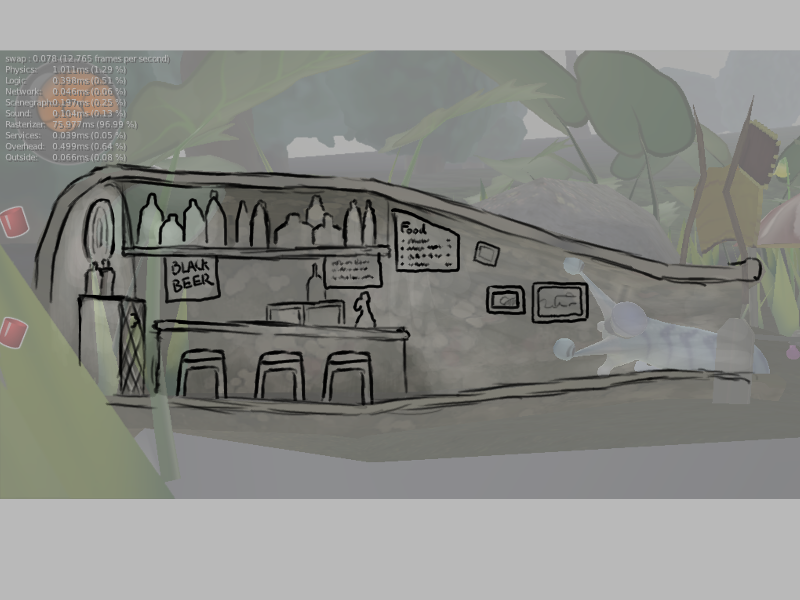 swap : 0.078 (12.765 frames per second)
Physics: 1.011ms (1.29 %)
Logic: 0.398ms (0.51 %)
Network: 0.046ms (0.06 %)
Scenegraph: 0.197ms (0.25 %)
Sound: 0.104ms (0.13 %)
Rasterizer: 75.977ms (96.99 %)
Services: 0.039ms (0.05 %)
Overhead: 0.499ms (0.64 %)
Outside: 0.066ms (0.08 %)
Food
BLACK
BEER